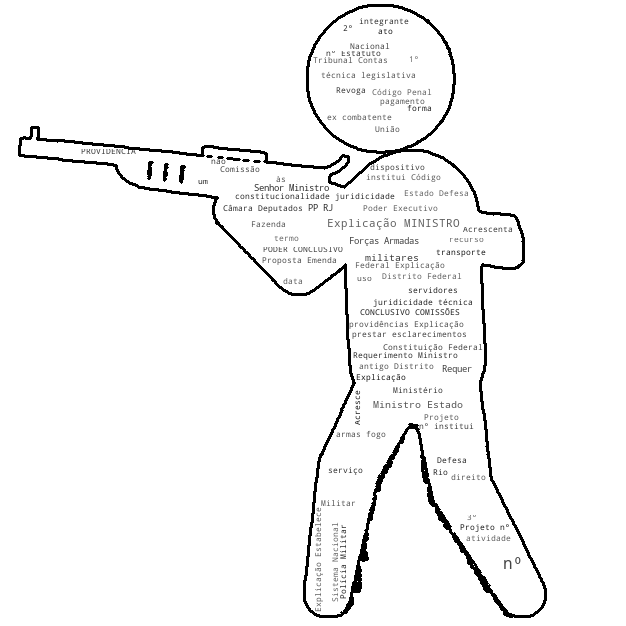 integrante
2º
ato
Nacional
nº Estatuto
Tribunal Contas
1º
técnica legislativa
Revoga
Código Penal
pagamento
forma
ex combatente
União
PROVIDÊNCIA
não
Comissão
às
um
Senhor Ministro
constitucionalidade juridicidade
Câmara Deputados PP RJ
Fazenda
termo
PODER CONCLUSIVO
Proposta Emenda
data
dispositivo
institui Código
Estado Defesa
Poder Executivo
Explicação MINISTRO
Acrescenta
Forças Armadas
recurso
transporte
militares
Federal Explicação
uso
Distrito Federal
servidores
juridicidade técnica
CONCLUSIVO COMISSÕES
providências Explicação
prestar esclarecimentos
Constituição Federal
Requerimento Ministro
antigo Distrito
Requer
Explicação
Ministério
Acresce
Ministro Estado
Projeto
nº institui
armas fogo
Defesa
serviço
Rio
direito
Militar
3º
Projeto nº
atividade
nº
Explicação Estabelece
Sistema Nacional
Polícia Militar